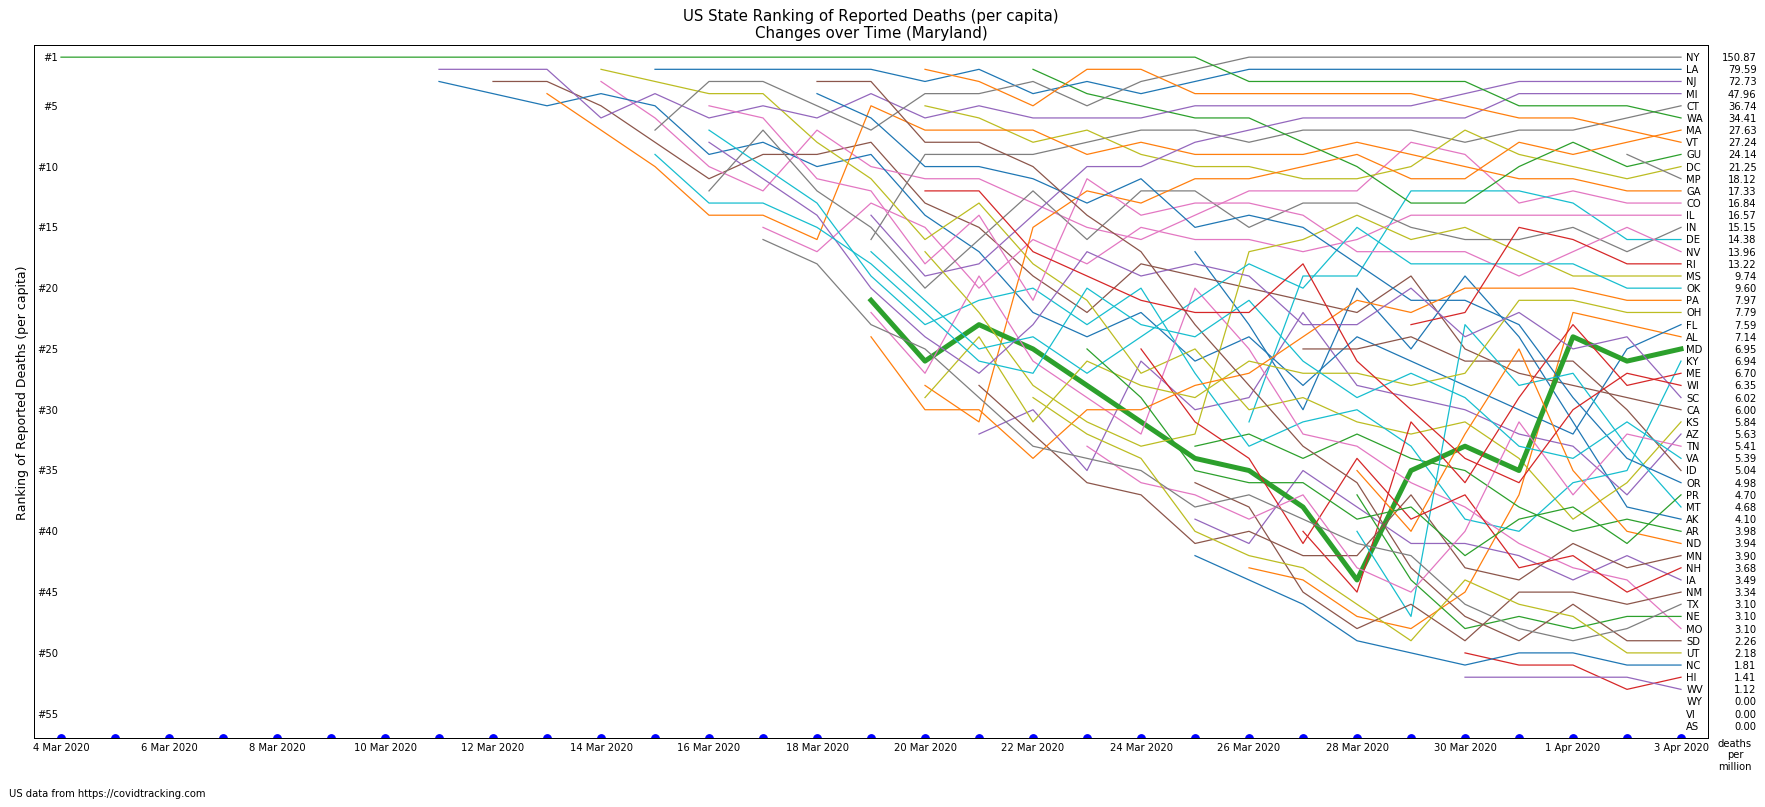 US State Ranking of Reported Deaths (per capita)
Changes over Time (Maryland)
Ranking of Reported Deaths (per capita)
#1
#5
#10
#15
#20
#25
#30
#35
#40
#45
#50
#55
NY 150.87
LA 79.59
NJ 72.73
MI 47.96
CT 36.74
WA 34.41
MA 27.63
VT 27.24
GU 24.14
DC 21.25
MP 18.12
GA 17.33
CO 16.84
IL 16.57
IN 15.15
DE 14.38
NV 13.96
RI 13.22
MS 9.74
OK 9.60
PA 7.97
OH 7.79
FL 7.59
AL 7.14
MD 6.95
KY 6.94
ME 6.70
WI 6.35
SC 6.02
CA 6.00
KS 5.84
AZ 5.63
TN 5.41
VA 5.39
ID 5.04
OR 4.98
PR 4.70
MT 4.68
AK 4.10
AR 3.98
ND 3.94
MN 3.90
NH 3.68
IA 3.49
NM 3.34
TX 3.10
NE 3.10
MO 3.10
SD 2.26
UT 2.18
NC 1.81
HI 1.41
WV 1.12
WY 0.00
VI 0.00
AS 0.00
4 Mar 2020 6 Mar 2020 8 Mar 2020 10 Mar 2020 12 Mar 2020 14 Mar 2020 16 Mar 2020 18 Mar 2020 20 Mar 2020 22 Mar 2020 24 Mar 2020 26 Mar 2020 28 Mar 2020 30 Mar 2020 1 Apr 2020 3 Apr 2020
deaths
per
million
US data from https://covidtracking.com